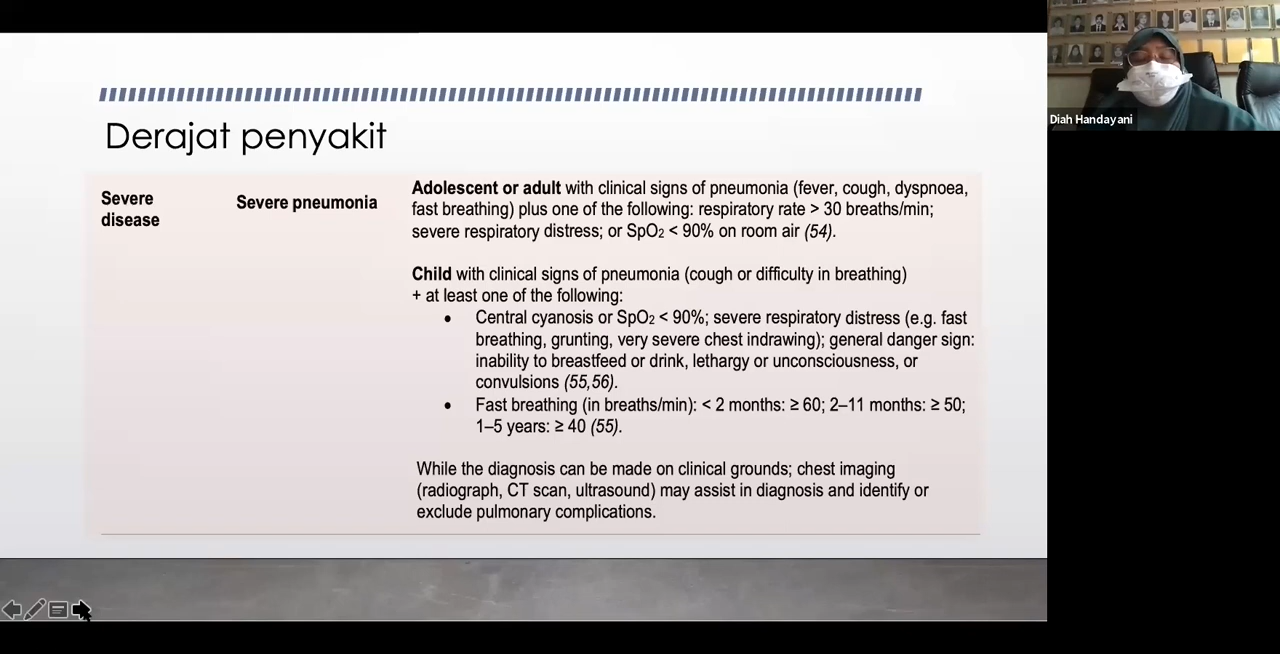 Derajat penyakit
Severe
disease
Severe pneumonia
Adolescent or adult with clinical signs of pneumonia (fever, cough, dyspnoea,
fast breathing) plus one of the following: respiratory rate > 30 breaths/min;
severe respiratory distress; or SpO₂ < 90% on room air (54).
Child with clinical signs of pneumonia (cough or difficulty in breathing)
+ at least one of the following:
• Central cyanosis or SpO₂ < 90%; severe respiratory distress (e.g. fast
breathing, grunting, very severe chest indrawing); general danger sign:
inability to breastfeed or drink, lethargy or unconsciousness, or
convulsions (55,56).
• Fast breathing (in breaths/min): < 2 months: ≥ 60; 2–11 months: ≥ 50;
1–5 years: ≥ 40 (55).
While the diagnosis can be made on clinical grounds; chest imaging
(radiograph, CT scan, ultrasound) may assist in diagnosis and identify or
exclude pulmonary complications.
Diah Handayani